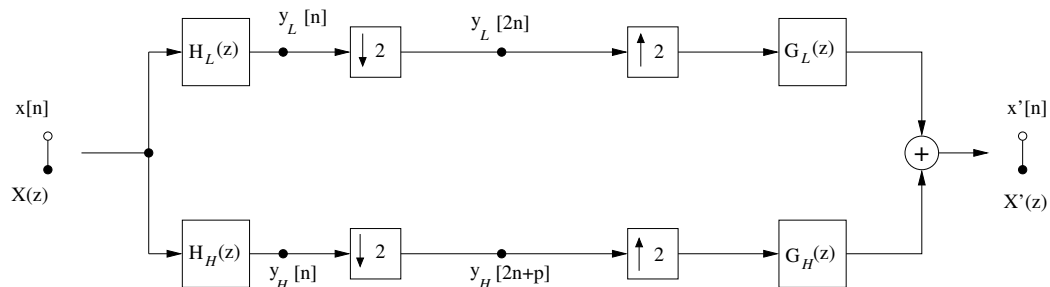 y_L [n]
y_L [2n]
H_L(z)
↓ 2
↑ 2
G_L(z)
x[n]
X(z)
+
x'[n]
X'(z)
H_H(z)
↓ 2
↑ 2
G_H(z)
y_H [n]
y_H [2n+p]